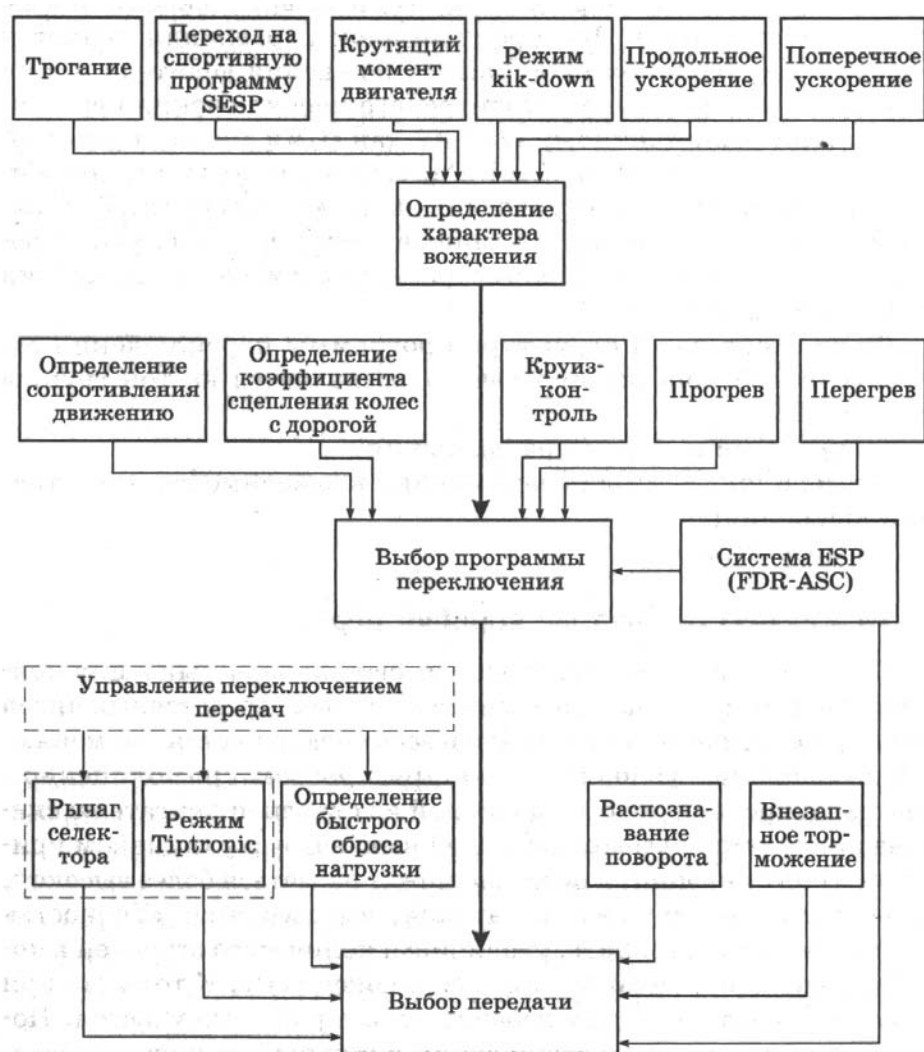 Трогание
Переход на
спортивную
программу
SESP
Крутящий
момент
двигателя
Режим
kik-down
Продольное
ускорение
Поперечное
ускорение
Определение
характера
вождения
Определение
сопротивления
движению
Определение
коэффициента
сцепления колес
с дорогой
Круиз-
кон-
троль
Прогрев
Перегрев
Выбор программы
переключения
Система ESP
(FDR-ASC)
Управление переключением
передач
Рычаг
селек-
тора
Режим
Tiptronic
Определение
быстрого
сброса
нагрузки
Распозна-
вание
поворота
Внезап-
ное тор-
можение
Выбор передачи